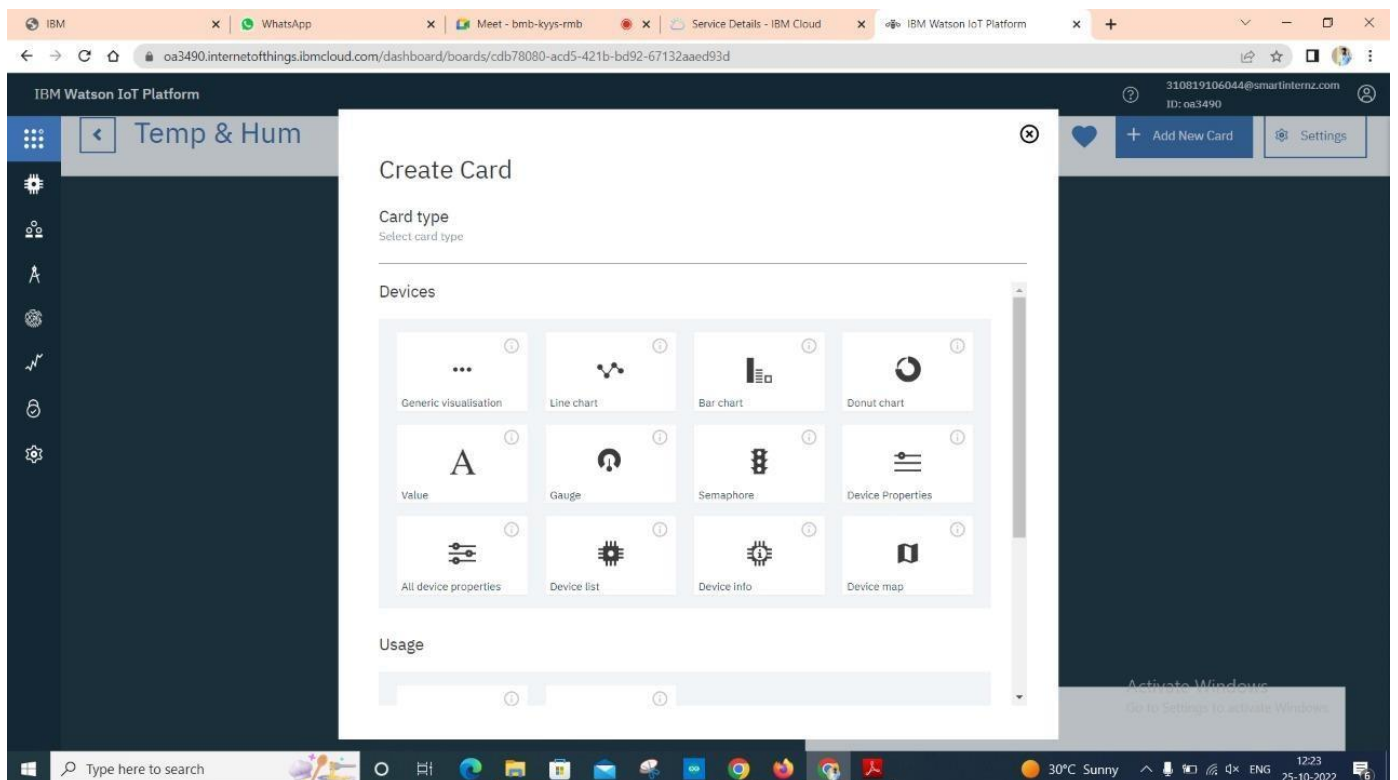 IBM
WhatsApp
Meet - bmb-kyys-rmb
Service Details - IBM Cloud
IBM Watson IoT Platform
oa3490.internetofthings.ibmcloud.com/dashboard/boards/cdb78080-acd5-421b-bd92-67132aaed93d
IBM Watson IoT Platform
310819106044@smartinternz.com
ID: oa3490
Temp & Hum
+ Add New Card
Settings
Create Card
Card type
Select card type
Devices
Generic visualisation
Line chart
Bar chart
Donut chart
A
Value
Gauge
Semaphore
Device Properties
All device properties
Device list
Device info
Device map
Usage
Activate Windows
Go to Settings to activate Windows.
Type here to search
30°C Sunny
ENG
12:23
25-10-2022
6